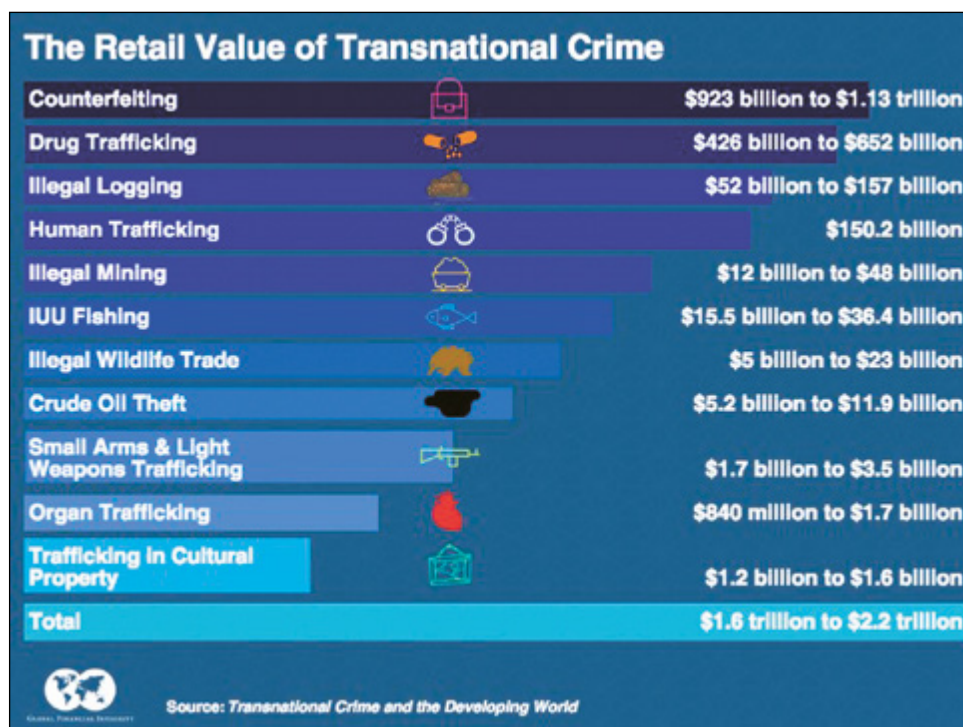 The Retail Value of Transnational Crime
Counterfeiting $923 billion to $1.13 trillion
Drug Trafficking $426 billion to $652 billion
Illegal Logging $52 billion to $157 billion
Human Trafficking $150.2 billion
Illegal Mining $12 billion to $48 billion
IUU Fishing $15.5 billion to $36.4 billion
Illegal Wildlife Trade $5 billion to $23 billion
Crude Oil Theft $5.2 billion to $11.9 billion
Small Arms & Light
Weapons Trafficking $1.7 billion to $3.5 billion
Organ Trafficking $840 million to $1.7 billion
Trafficking in Cultural
Property $1.2 billion to $1.6 billion
Total $1.6 trillion to $2.2 trillion
Global Financial Integrity
Source: Transnational Crime and the Developing World